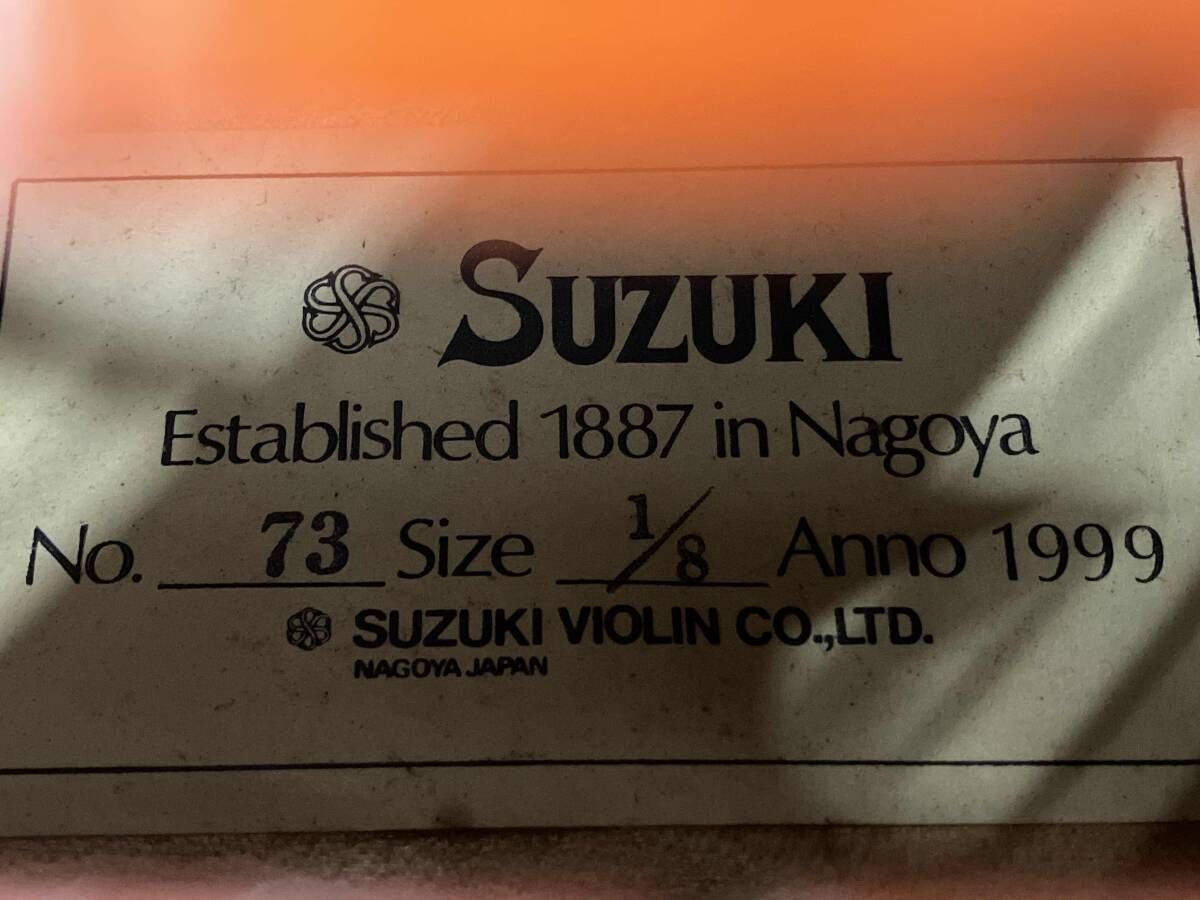 SUZUKI
Established 1887 in Nagoya
No. 73 Size 1/8 Anno 1999
SUZUKI VIOLIN CO.,LTD.
NAGOYA JAPAN